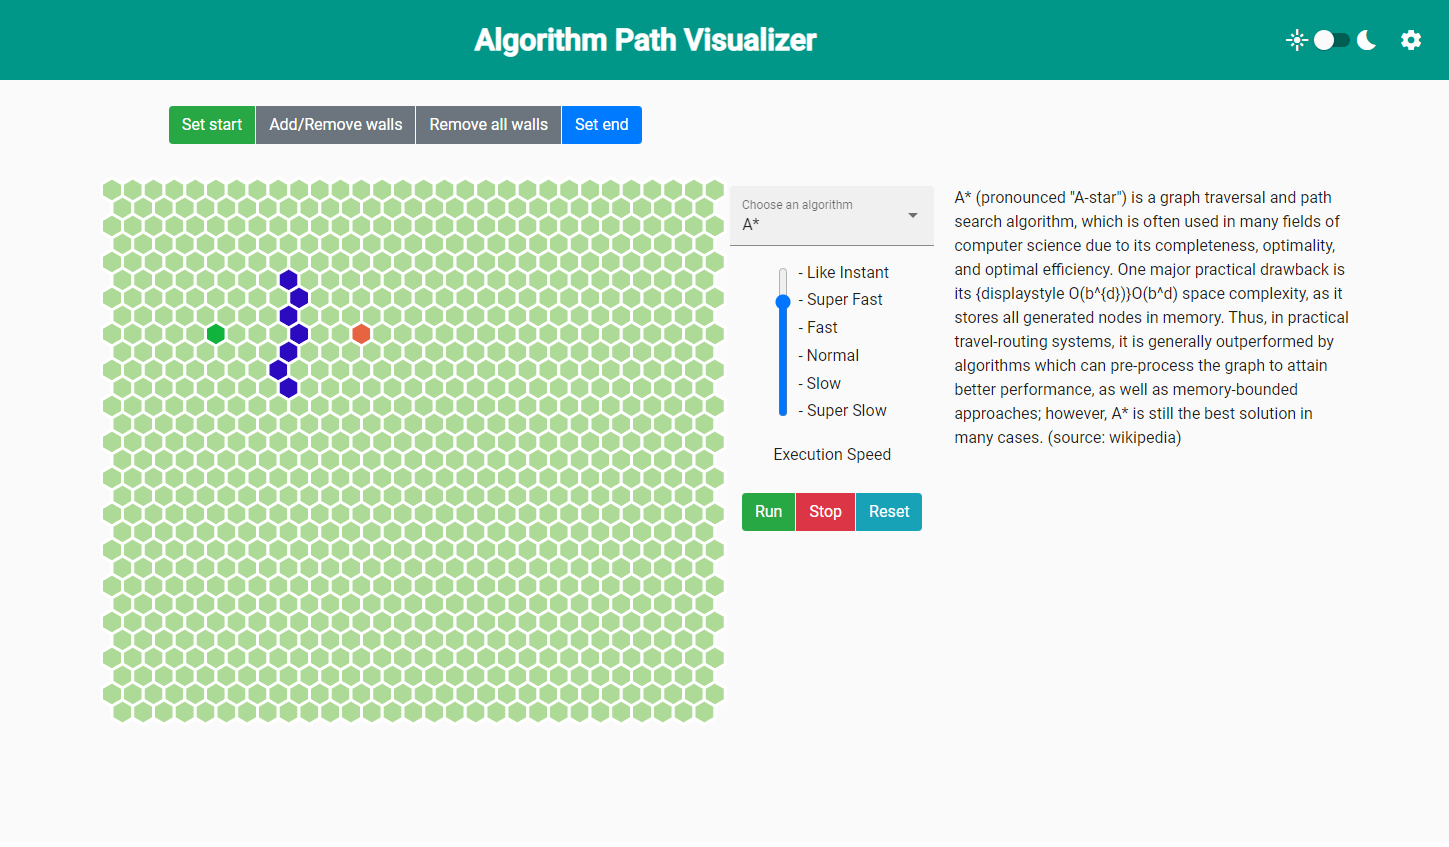 Algorithm Path Visualizer
Set start Add/Remove walls Remove all walls Set end
Choose an algorithm
A*
- Like Instant
- Super Fast
- Fast
- Normal
- Slow
- Super Slow
Execution Speed
Run Stop Reset
A* (pronounced "A-star") is a graph traversal and path
search algorithm, which is often used in many fields of
computer science due to its completeness, optimality,
and optimal efficiency. One major practical drawback is
its {displaystyle O(b^{d})}O(b^d) space complexity, as it
stores all generated nodes in memory. Thus, in practical
travel-routing systems, it is generally outperformed by
algorithms which can pre-process the graph to attain
better performance, as well as memory-bounded
approaches; however, A* is still the best solution in
many cases. (source: wikipedia)